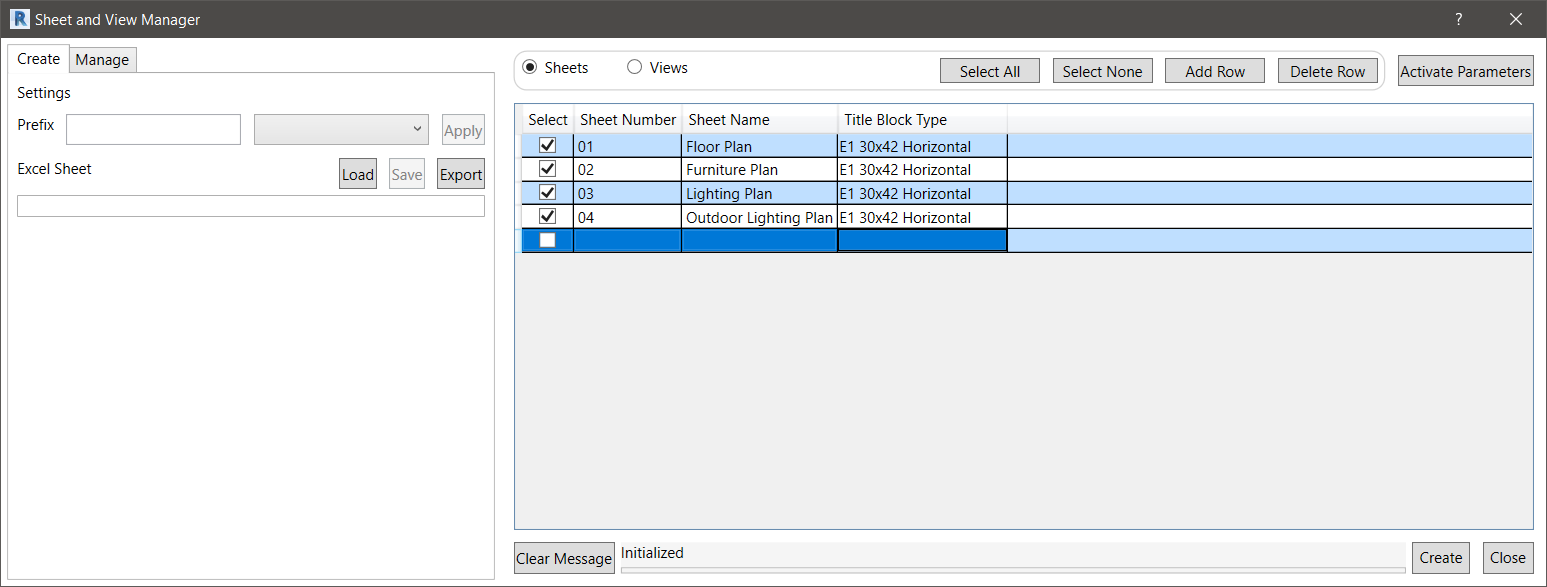 R Sheet and View Manager ?
Create Manage
Settings
Prefix Apply
Excel Sheet Load Save Export
Sheets Views Select All Select None Add Row Delete Row Activate Parameters
Select Sheet Number Sheet Name Title Block Type
01 Floor Plan E1 30x42 Horizontal
02 Furniture Plan E1 30x42 Horizontal
03 Lighting Plan E1 30x42 Horizontal
04 Outdoor Lighting Plan E1 30x42 Horizontal
Clear Message Initialized Create Close